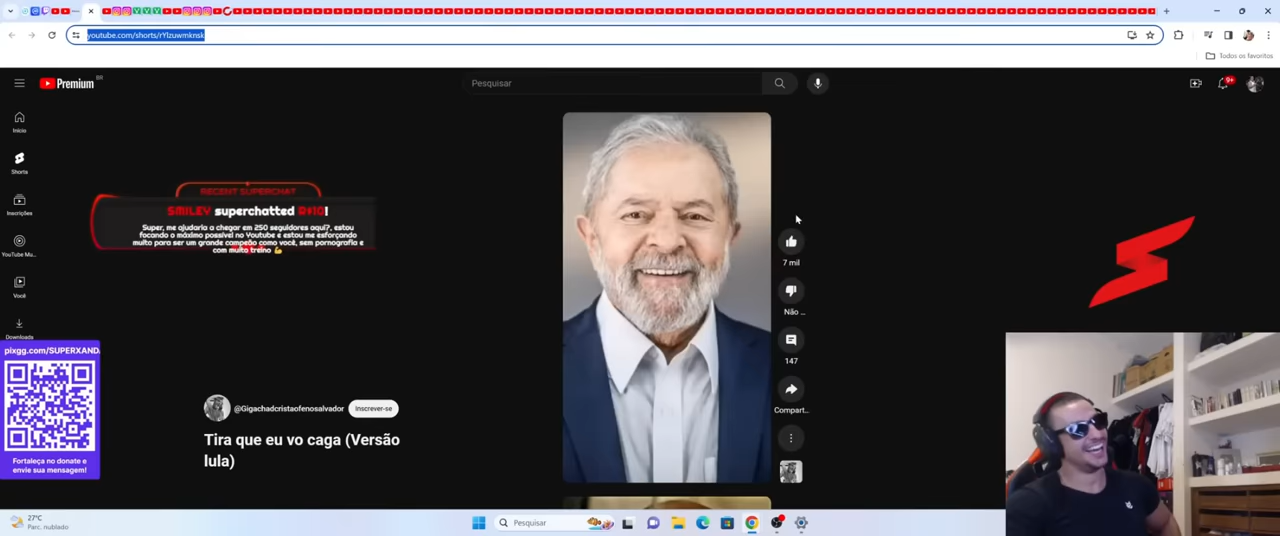 youtube.com/shorts/rYlzuwmknsk
Todos os favoritos
Premium
BR
Pesquisar
9+
Início
Shorts
Inscrições
YouTube Mu...
Você
Downloads
RECENT SUPERCHAT
SMILEY superchatted R$10!
Super, me ajudaria a chegar em 250 seguidores aqui?, estou
focando o máximo possível no Youtube e estou me esforçando
muito para ser um grande campeão como você, sem pornografia e
com muito treino 💪
7 mil
Não ...
147
Compart...
pixgg.com/SUPERXANDA
Fortaleça no donate e
envie sua mensagem!
@Gigachadcristaofenosalvador
Inscrever-se
Tira que eu vo caga (Versão
lula)
27°C
Parc. nublado
Pesquisar